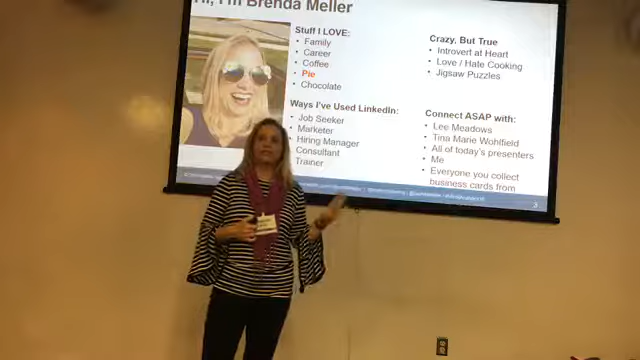 Hi, I'm Brenda Meller
Stuff I LOVE:
• Family
• Career
• Coffee
• Pie
• Chocolate
Ways I've Used LinkedIn:
• Job Seeker
• Marketer
• Hiring Manager
Consultant
Trainer
Crazy, But True
• Introvert at Heart
• Love / Hate Cooking
• Jigsaw Puzzles
Connect ASAP with:
• Lee Meadows
• Tina Marie Wohlfield
• All of today's presenters
• Me
• Everyone you collect
business cards from
3